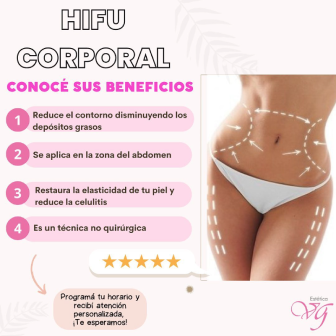 HIFU
CORPORAL
CONOCÉ SUS BENEFICIOS
1
Reduce el contorno disminuyendo los
depósitos grasos
2
Se aplica en la zona del abdomen
3
Restaura la elasticidad de tu piel y
reduce la celulitis
4
Es un técnica no quirúrgica
Programá tu horario y
recibí atención
personalizada,
¡Te esperamos!
Estética
VG